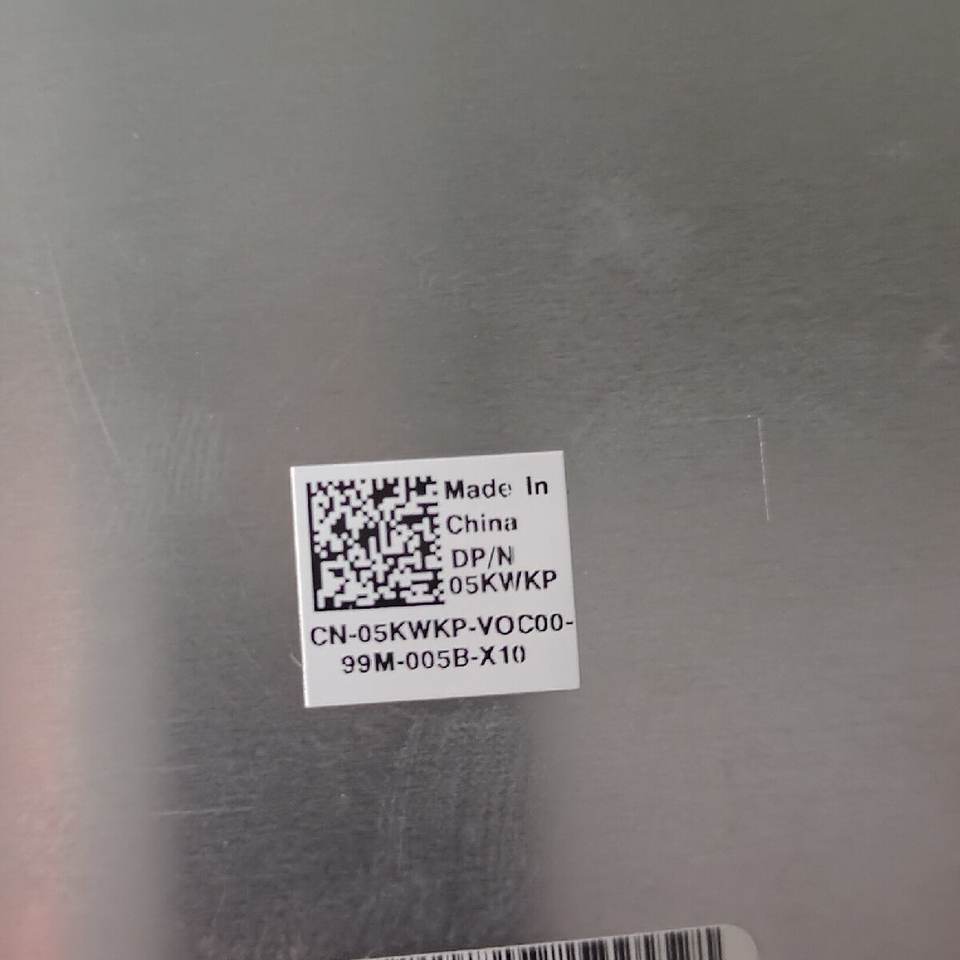 Made In
China
DP/N
05KWKP
CN-05KWKP-VOC00-
99M-005B-X10